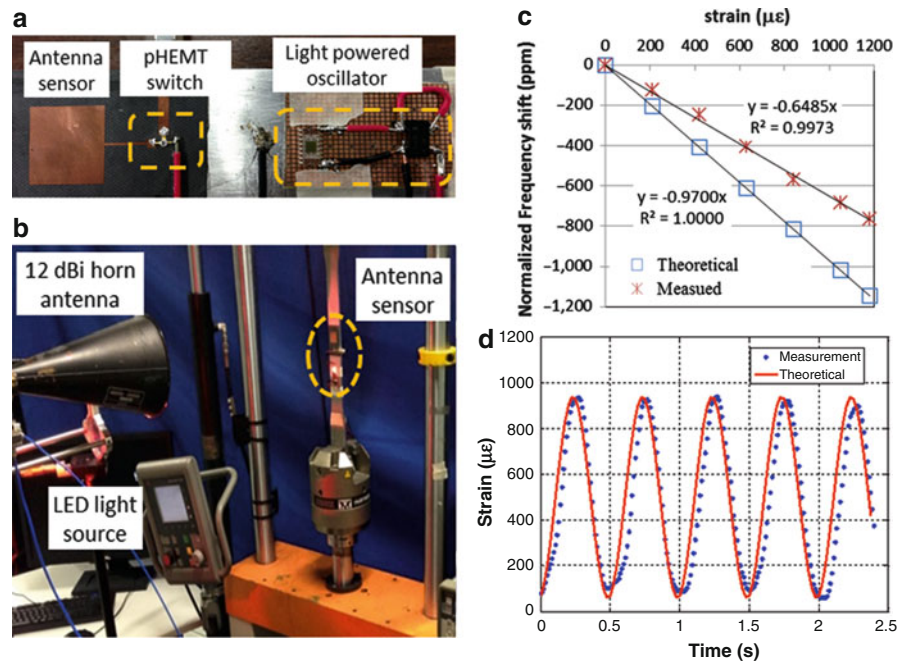 a
Antenna
sensor
pHEMT
switch
Light powered
oscillator
b
12 dBi horn
antenna
Antenna
sensor
LED light
source
c
strain (με)
0 200 400 600 800 1000 1200
Normalized Frequency shift (ppm)
0
−200
−400
−600
−800
−1,000
−1,200
y = -0.6485x
R² = 0.9973
y = -0.9700x
R² = 1.0000
Theoretical
Measued
d
Strain (με)
1200
1000
800
600
400
200
0
Measurement
Theoretical
0 0.5 1 1.5 2 2.5
Time (s)